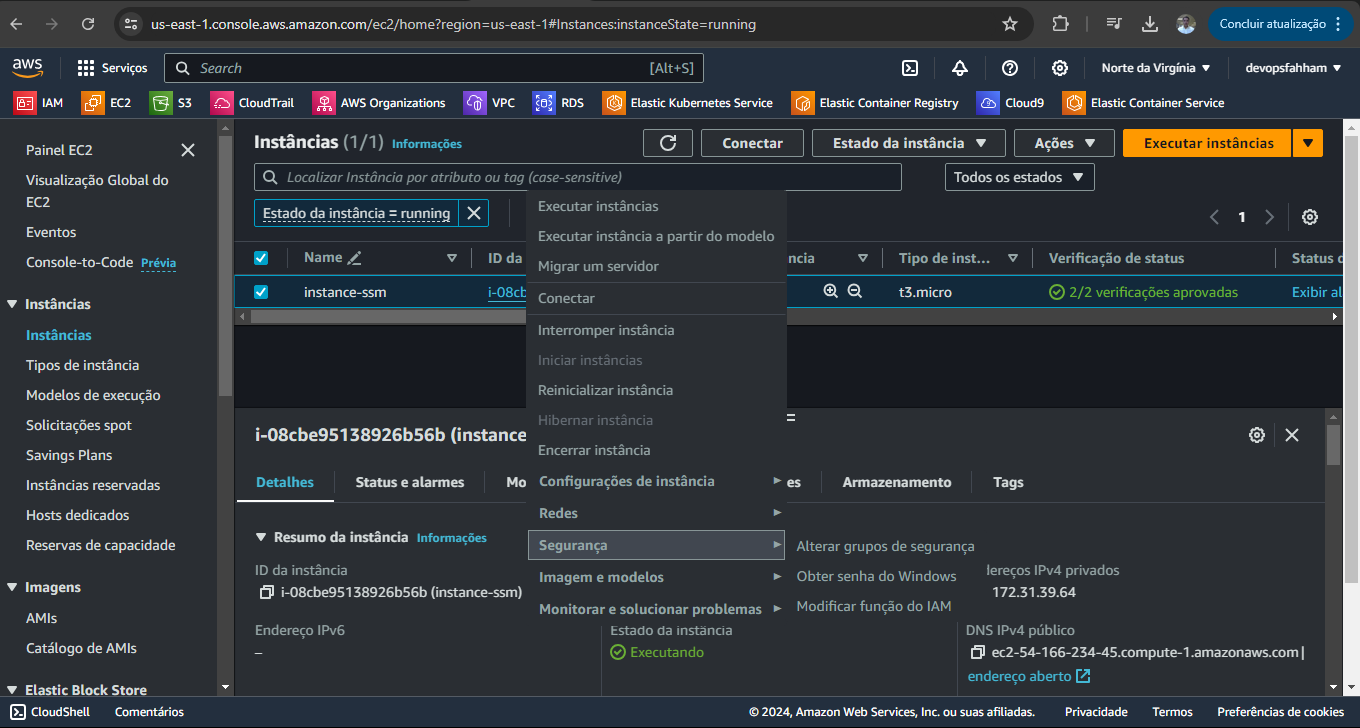 us-east-1.console.aws.amazon.com/ec2/home?region=us-east-1#Instances:instanceState=running
Concluir atualização
aws
Serviços
Search
[Alt+S]
Norte da Virgínia
devopsfahham
IAM
EC2
S3
CloudTrail
AWS Organizations
VPC
RDS
Elastic Kubernetes Service
Elastic Container Registry
Cloud9
Elastic Container Service
Painel EC2
Visualização Global do
EC2
Eventos
Console-to-Code Prévia
Instâncias
Instâncias
Tipos de instância
Modelos de execução
Solicitações spot
Savings Plans
Instâncias reservadas
Hosts dedicados
Reservas de capacidade
Imagens
AMIs
Catálogo de AMIs
Elastic Block Store
Instâncias (1/1) Informações
Conectar
Estado da instância
Ações
Executar instâncias
Localizar Instância por atributo ou tag (case-sensitive)
Todos os estados
Estado da instância = running
1
Name
ID da
ncia
Tipo de inst...
Verificação de status
Status d
instance-ssm
i-08cb
t3.micro
2/2 verificações aprovadas
Exibir al
Executar instâncias
Executar instância a partir do modelo
Migrar um servidor
Conectar
Interromper instância
Iniciar instâncias
Reinicializar instância
Hibernar instância
Encerrar instância
Configurações de instância
Redes
Segurança
Imagem e modelos
Monitorar e solucionar problemas
Alterar grupos de segurança
Obter senha do Windows
Modificar função do IAM
i-08cbe95138926b56b (instance
Detalhes
Status e alarmes
Mo
es
Armazenamento
Tags
Resumo da instância Informações
ID da instância
i-08cbe95138926b56b (instance-ssm)
dereços IPv4 privados
172.31.39.64
Endereço IPv6
–
Estado da instância
Executando
DNS IPv4 público
ec2-54-166-234-45.compute-1.amazonaws.com |
endereço aberto
CloudShell
Comentários
© 2024, Amazon Web Services, Inc. ou suas afiliadas.
Privacidade
Termos
Preferências de cookies